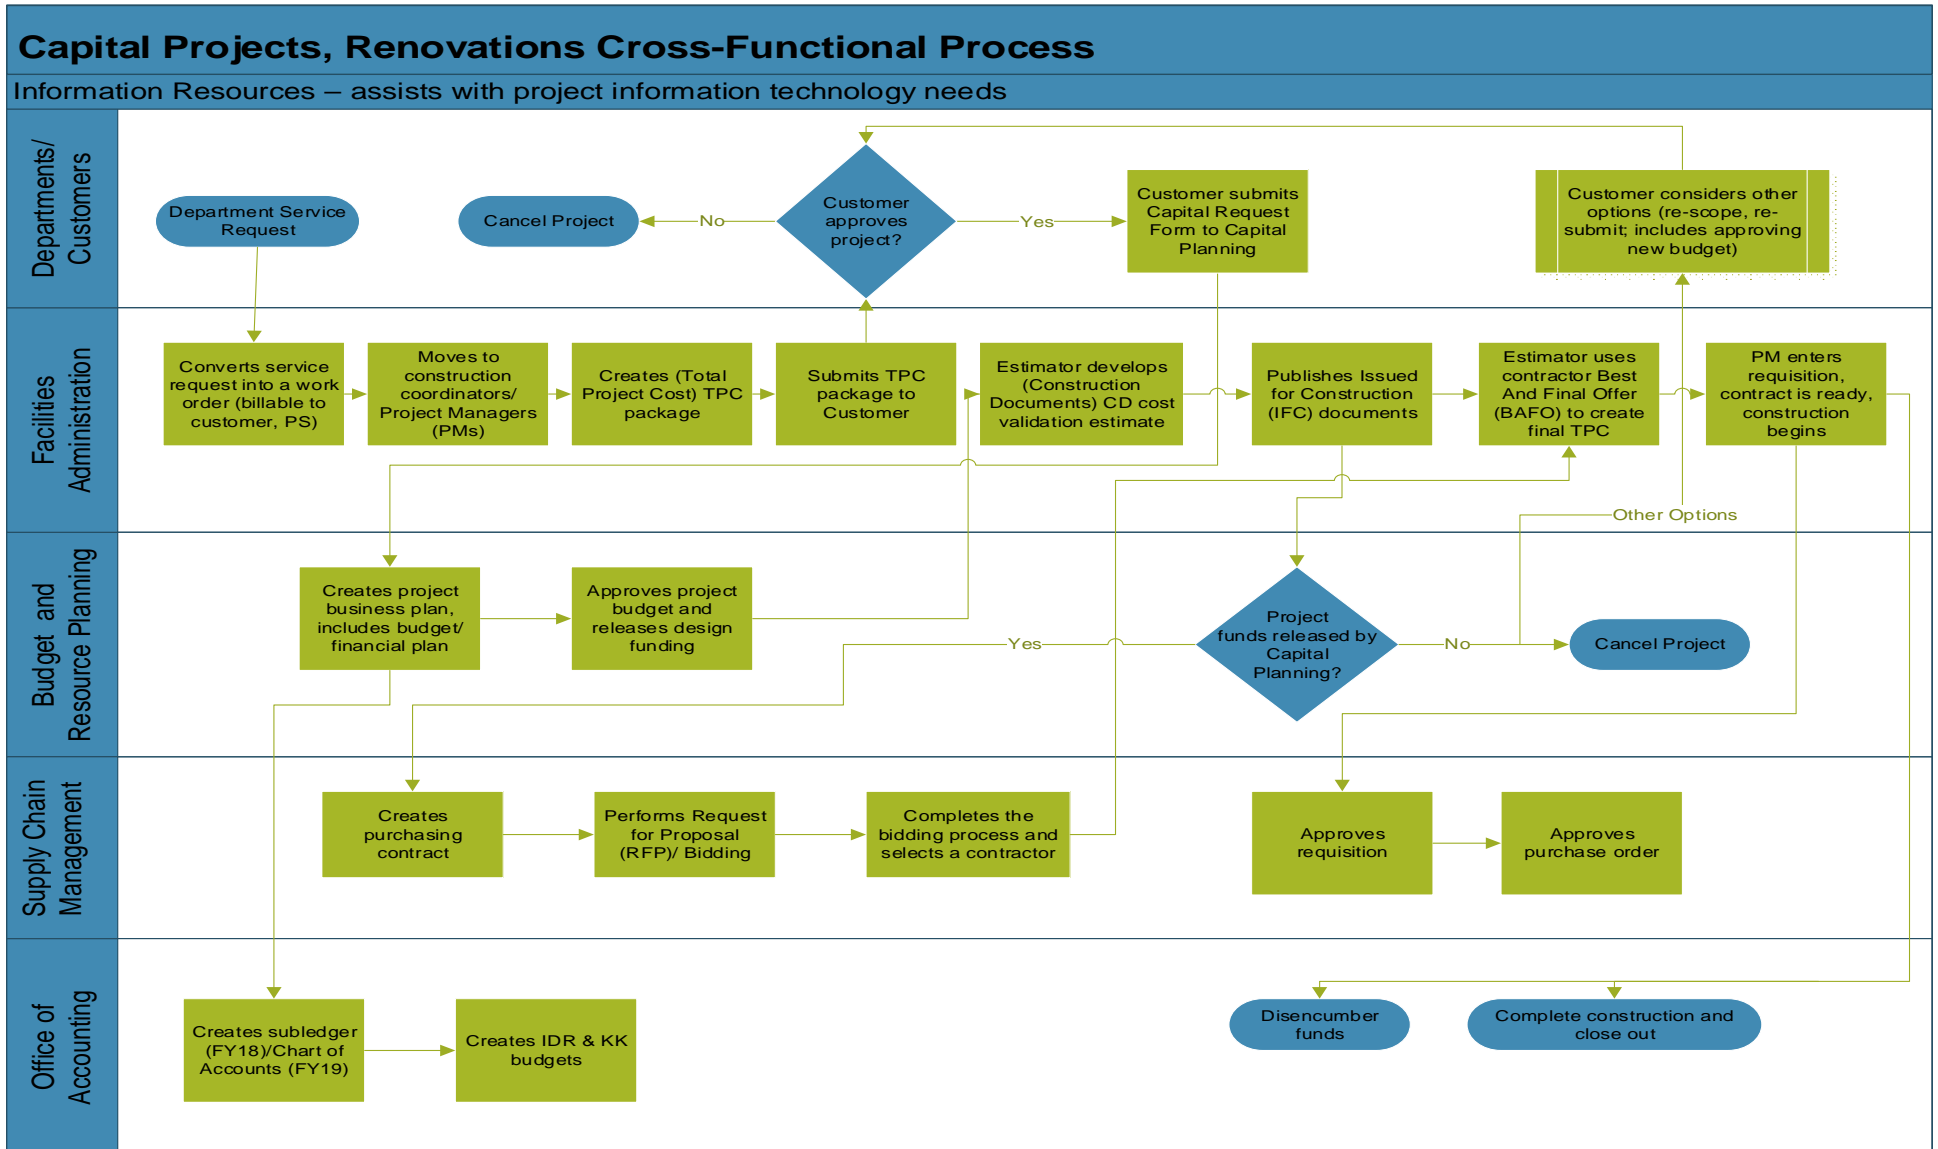 Capital Projects, Renovations Cross-Functional Process
Information Resources – assists with project information technology needs
Departments/
Customers
Department Service
Request
Cancel Project
No
Customer
approves
project?
Yes
Customer submits
Capital Request
Form to Capital
Planning
Customer considers other
options (re-scope, re-
submit; includes approving
new budget)
Facilities
Administration
Converts service
request into a work
order (billable to
customer, PS)
Moves to
construction
coordinators/
Project Managers
(PMs)
Creates (Total
Project Cost) TPC
package
Submits TPC
package to
Customer
Estimator develops
(Construction
Documents) CD cost
validation estimate
Publishes Issued
for Construction
(IFC) documents
Estimator uses
contractor Best
And Final Offer
(BAFO) to create
final TPC
PM enters
requisition,
contract is ready,
construction
begins
Other Options
Budget and
Resource Planning
Creates project
business plan,
includes budget/
financial plan
Approves project
budget and
releases design
funding
Yes
Project
funds released by
Capital
Planning?
No
Cancel Project
Supply Chain
Management
Creates
purchasing
contract
Performs Request
for Proposal
(RFP)/ Bidding
Completes the
bidding process and
selects a contractor
Approves
requisition
Approves
purchase order
Office of
Accounting
Creates subledger
(FY18)/Chart of
Accounts (FY19)
Creates IDR & KK
budgets
Disencumber
funds
Complete construction and
close out